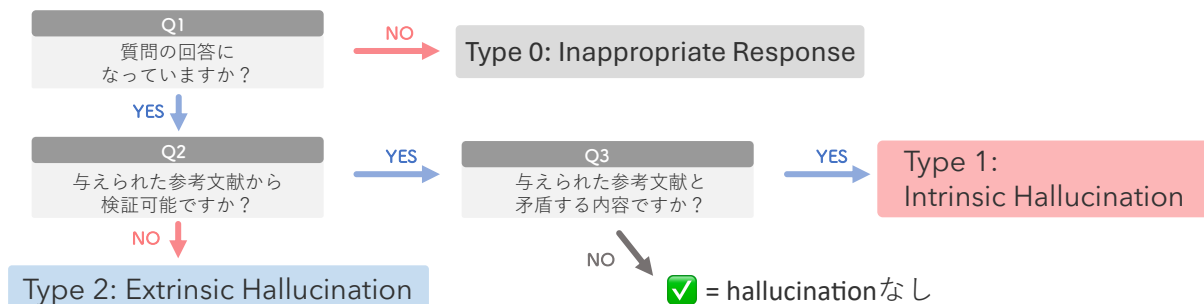 Q1
質問の回答に
なっていますか？
NO
Type 0: Inappropriate Response
YES
Q2
与えられた参考文献から
検証可能ですか？
YES
Q3
与えられた参考文献と
矛盾する内容ですか？
YES
Type 1:
Intrinsic Hallucination
NO
Type 2: Extrinsic Hallucination
NO
✅ = hallucinationなし